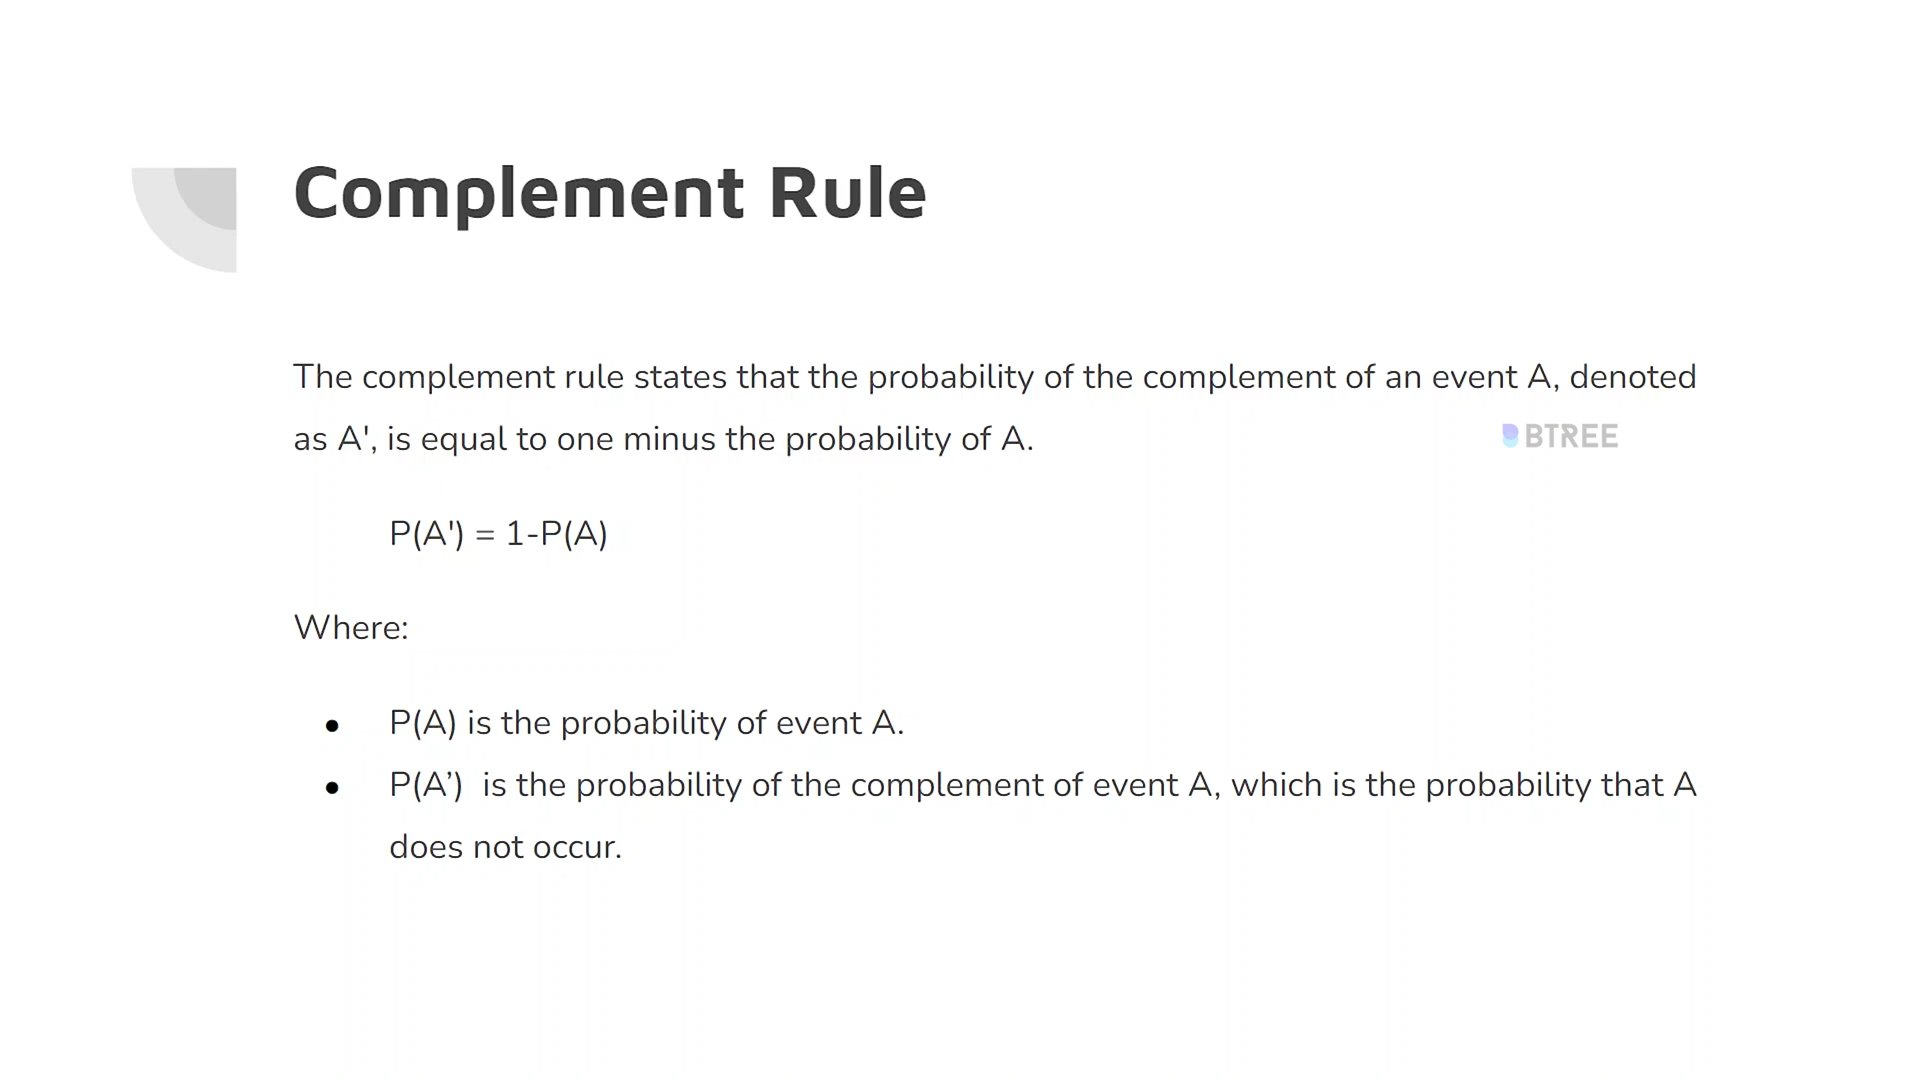 Complement Rule
The complement rule states that the probability of the complement of an event A, denoted
as A', is equal to one minus the probability of A.
BTREE
P(A') = 1-P(A)
Where:
● P(A) is the probability of event A.
● P(A’)  is the probability of the complement of event A, which is the probability that A
does not occur.